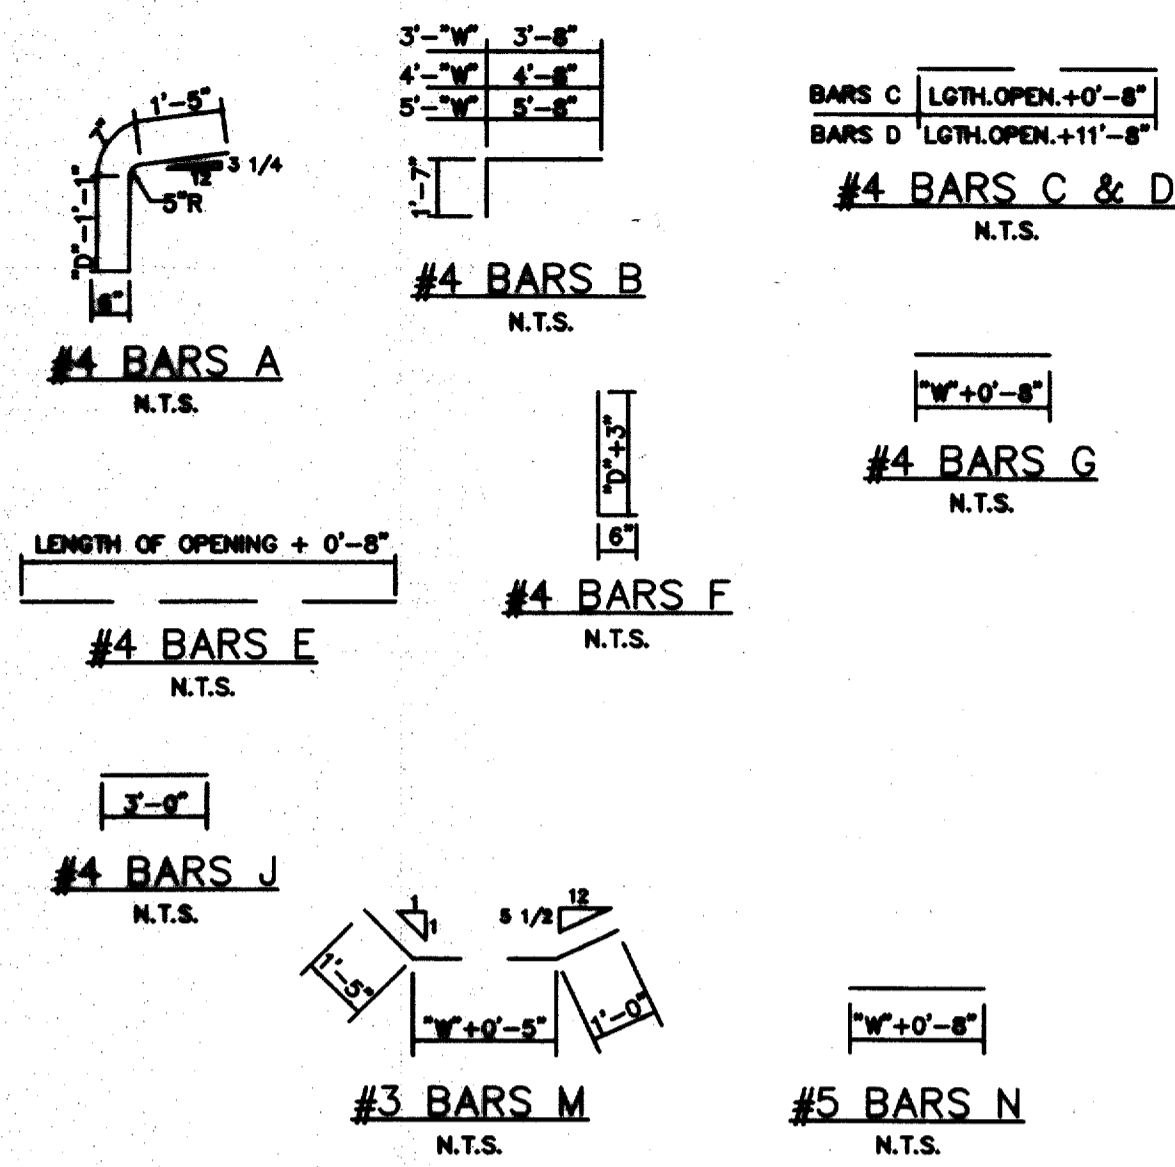 1'-5"
7"
3 1/4
12
5"R
"D"-1'-1"
6"
#4 BARS A
N.T.S.
3'-"W" 3'-8"
4'-"W" 4'-8"
5'-"W" 5'-8"
1'-7"
#4 BARS B
N.T.S.
BARS C LGTH.OPEN.+0'-8"
BARS D LGTH.OPEN.+11'-8"
#4 BARS C & D
N.T.S.
"W"+0'-8"
#4 BARS G
N.T.S.
"D"+3"
6"
#4 BARS F
N.T.S.
LENGTH OF OPENING + 0'-8"
#4 BARS E
N.T.S.
3'-0"
#4 BARS J
N.T.S.
1
1
5 1/2
12
1'-5"
"W"+0'-5"
1'-0"
#3 BARS M
N.T.S.
"W"+0'-8"
#5 BARS N
N.T.S.